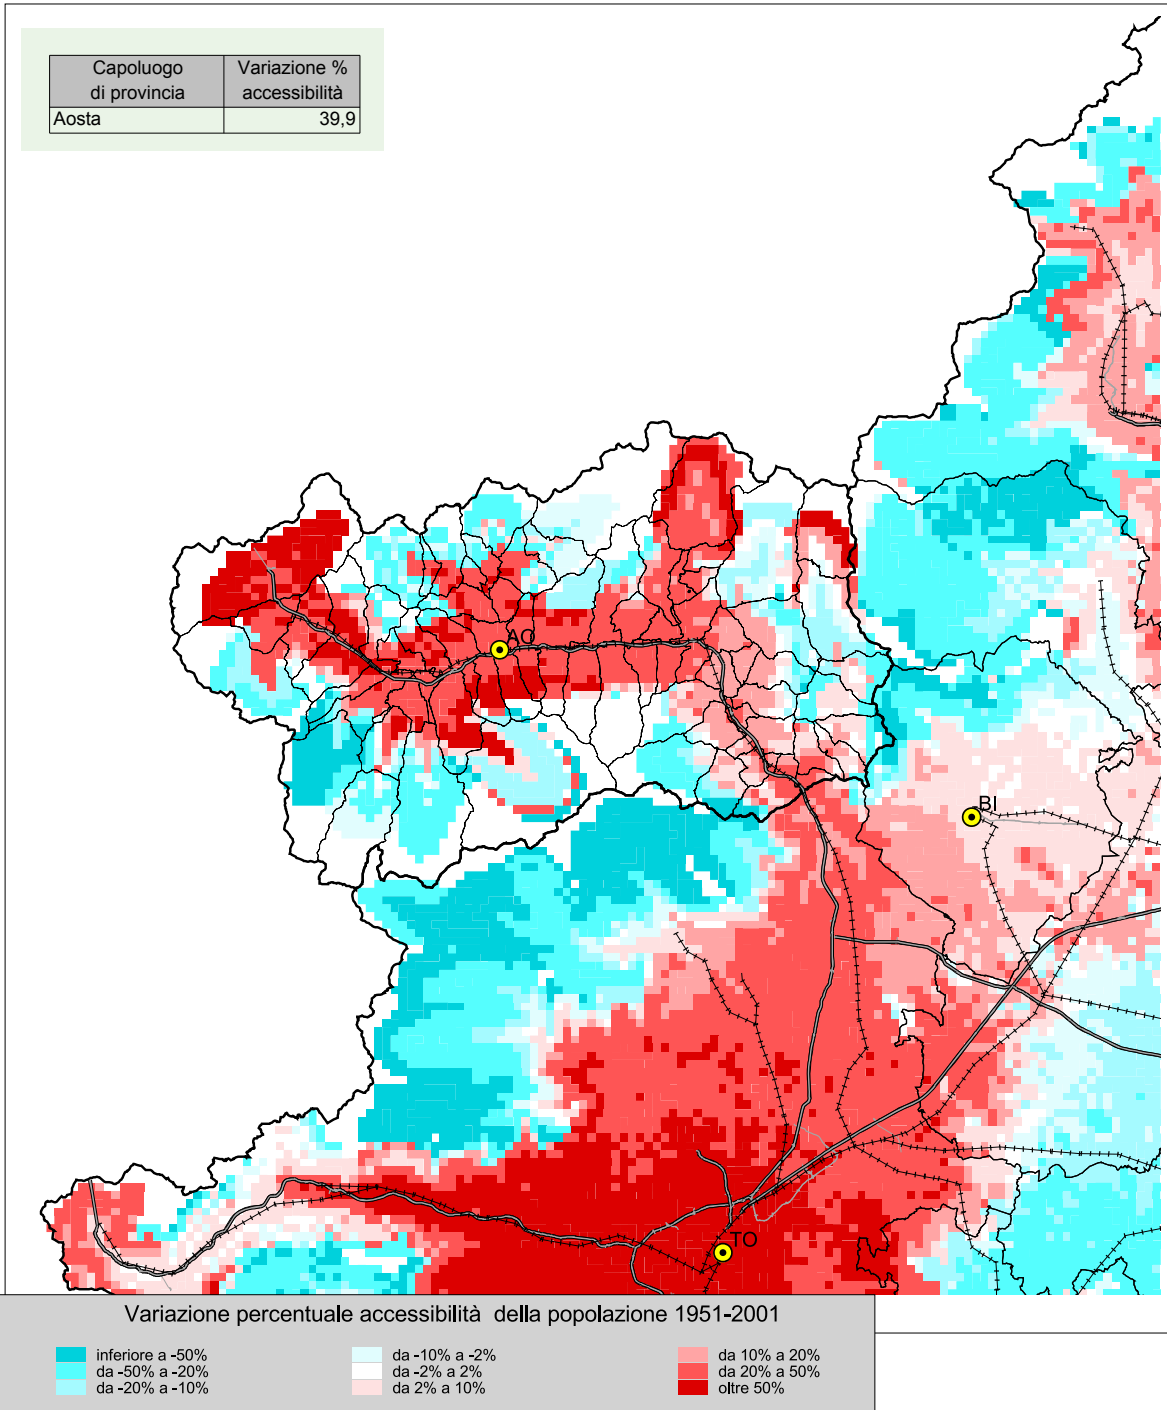 Capoluogo di provincia Variazione % accessibilità
Aosta 39,9
AO
BI
TO
Variazione percentuale accessibilità della popolazione 1951-2001
inferiore a -50%
da -50% a -20%
da -20% a -10%
da -10% a -2%
da -2% a 2%
da 2% a 10%
da 10% a 20%
da 20% a 50%
oltre 50%